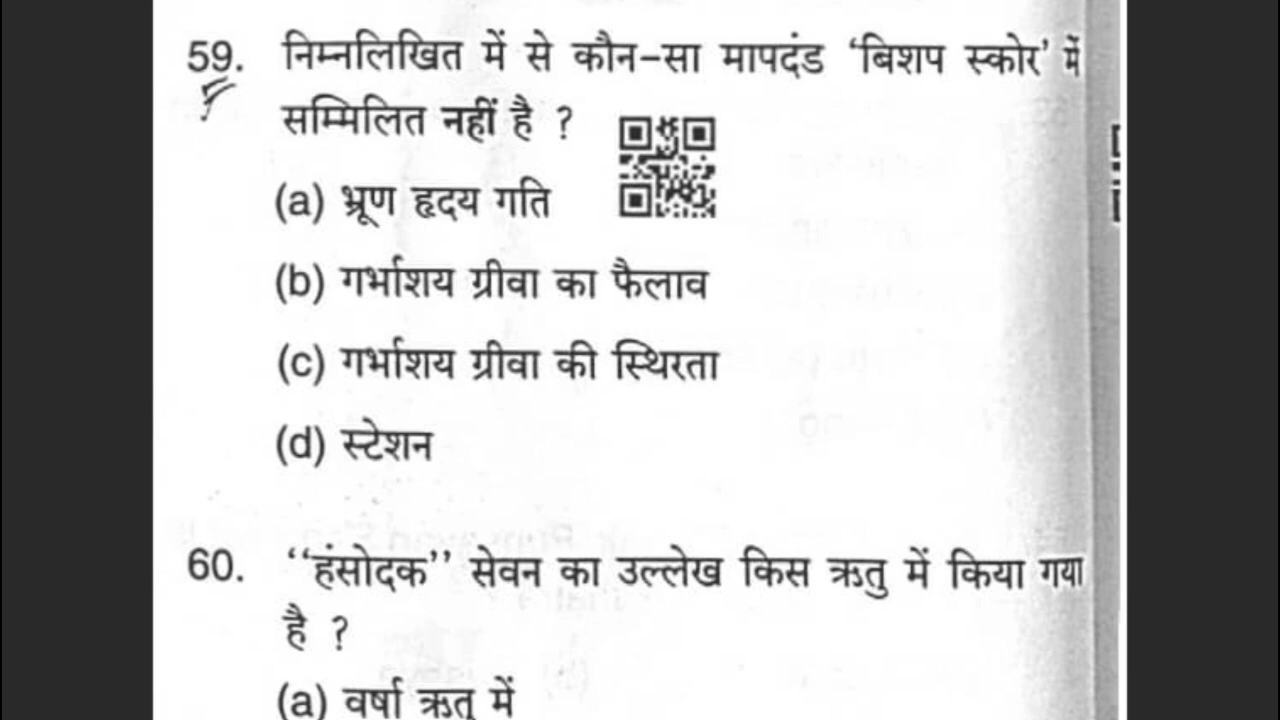 59. निम्नलिखित में से कौन-सा मापदंड 'बिशप स्कोर' में
सम्मिलित नहीं है ?
(a) भ्रूण हृदय गति
(b) गर्भाशय ग्रीवा का फैलाव
(c) गर्भाशय ग्रीवा की स्थिरता
(d) स्टेशन
60. ‘‘हंसोदक’’ सेवन का उल्लेख किस ऋतु में किया गया
है ?
(a) वर्षा ऋतु में